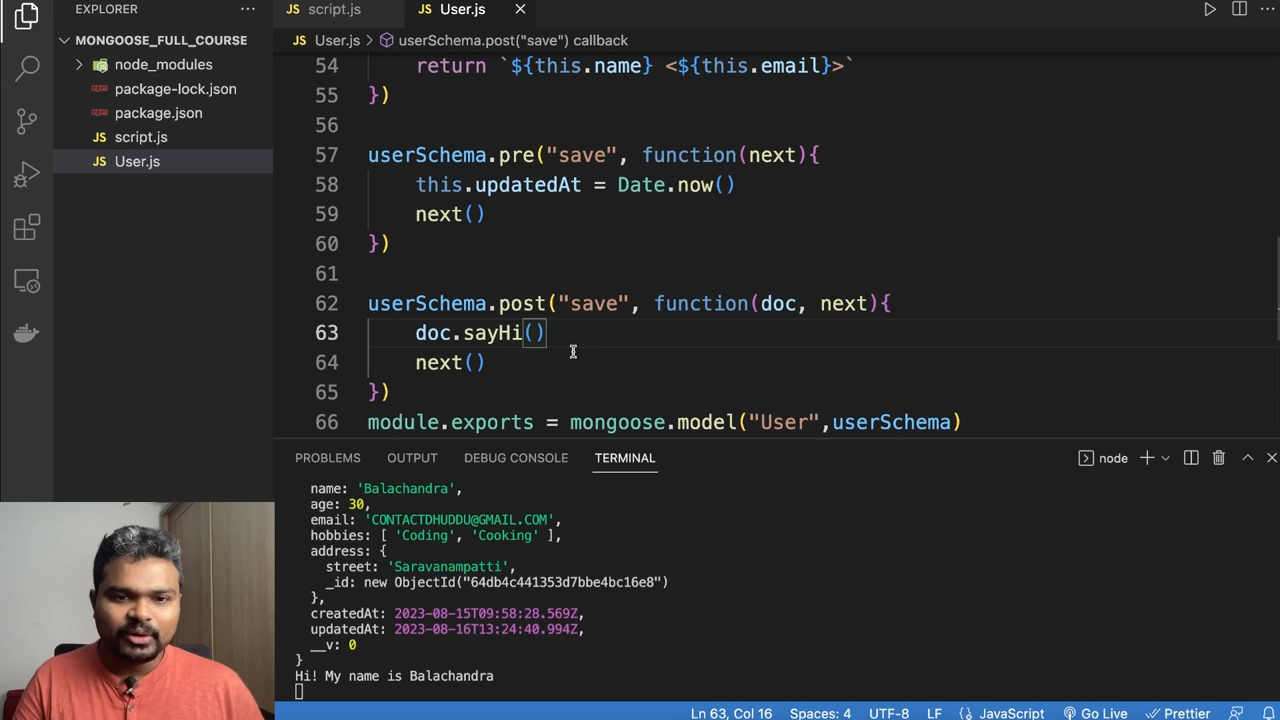 EXPLORER
MONGOOSE_FULL_COURSE
node_modules
package-lock.json
package.json
JS script.js
JS User.js
JS script.js
JS User.js
JS User.js > userSchema.post("save") callback
54 return `${this.name} <${this.email}>`
55 })
56
57 userSchema.pre("save", function(next){
58 this.updatedAt = Date.now()
59 next()
60 })
61
62 userSchema.post("save", function(doc, next){
63 doc.sayHi()
64 next()
65 })
66 module.exports = mongoose.model("User",userSchema)
PROBLEMS OUTPUT DEBUG CONSOLE TERMINAL
node
name: 'Balachandra',
age: 30,
email: 'CONTACTDHUDDU@GMAIL.COM',
hobbies: [ 'Coding', 'Cooking' ],
address: {
street: 'Saravanampatti',
_id: new ObjectId("64db4c441353d7bbe4bc16e8")
},
createdAt: 2023-08-15T09:58:28.569Z,
updatedAt: 2023-08-16T13:24:40.994Z,
__v: 0
}
Hi! My name is Balachandra
Ln 63, Col 16 Spaces: 4 UTF-8 LF {} JavaScript Go Live Prettier